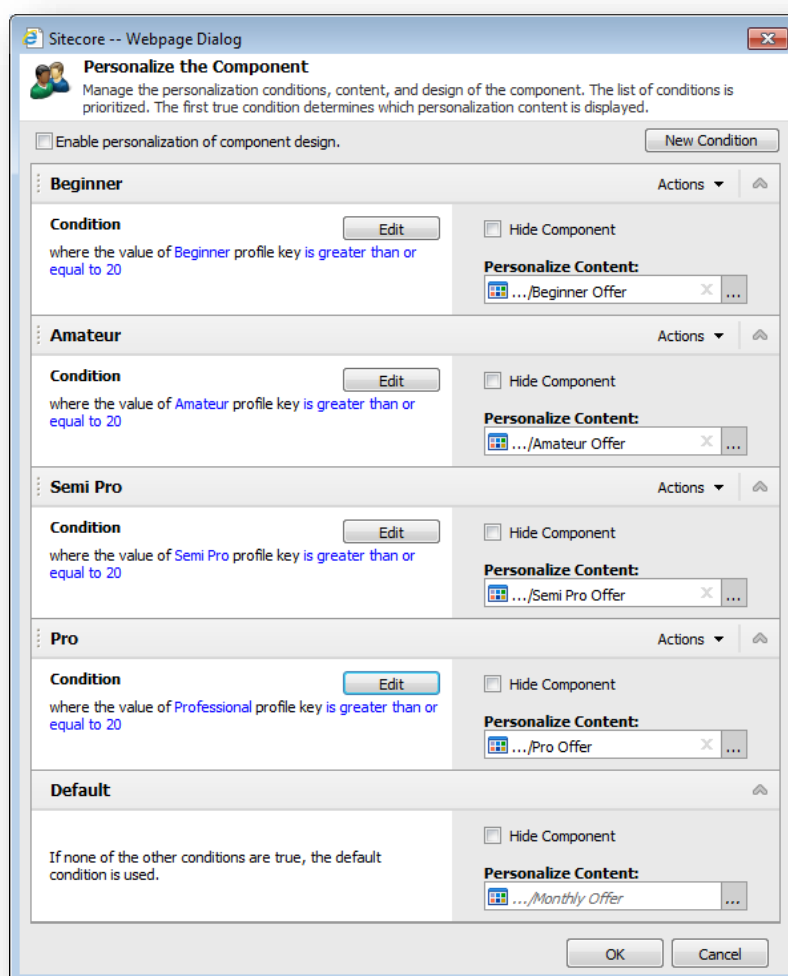 Sitecore -- Webpage Dialog
Personalize the Component
Manage the personalization conditions, content, and design of the component. The list of conditions is
prioritized. The first true condition determines which personalization content is displayed.
Enable personalization of component design.
New Condition
Beginner
Actions
Condition
Edit
where the value of Beginner profile key is greater than or
equal to 20
Hide Component
Personalize Content:
.../Beginner Offer
X
...
Amateur
Actions
Condition
Edit
where the value of Amateur profile key is greater than or
equal to 20
Hide Component
Personalize Content:
.../Amateur Offer
X
...
Semi Pro
Actions
Condition
Edit
where the value of Semi Pro profile key is greater than or
equal to 20
Hide Component
Personalize Content:
.../Semi Pro Offer
X
...
Pro
Actions
Condition
Edit
where the value of Professional profile key is greater than or
equal to 20
Hide Component
Personalize Content:
.../Pro Offer
X
...
Default
If none of the other conditions are true, the default
condition is used.
Hide Component
Personalize Content:
.../Monthly Offer
...
OK
Cancel